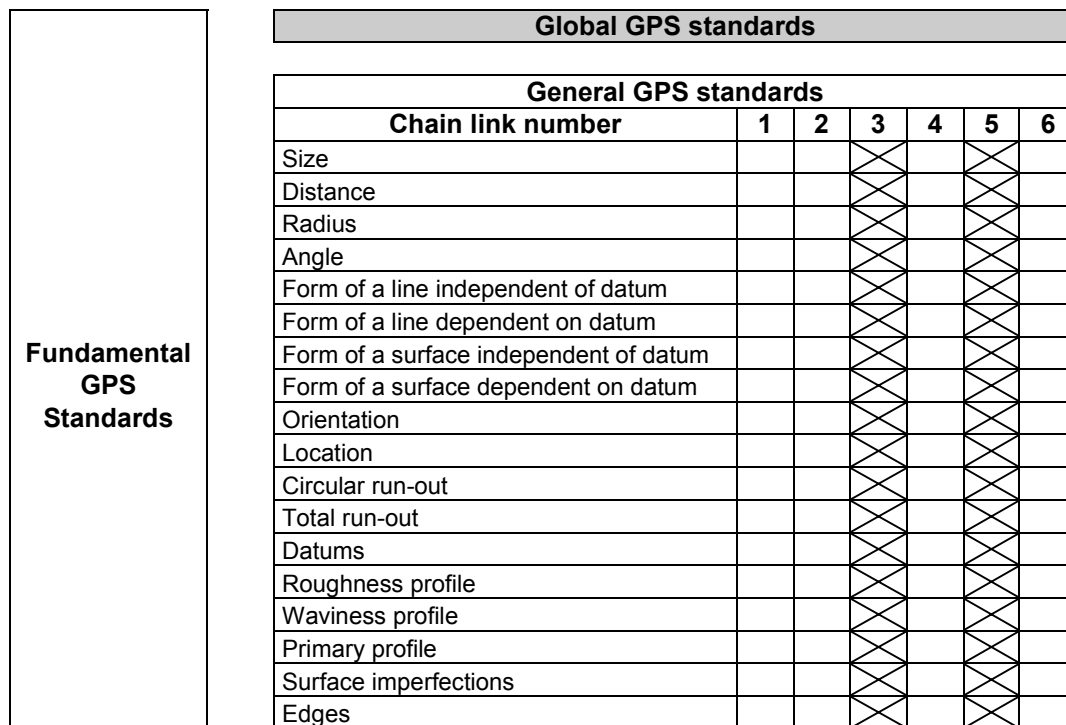 Global GPS standards
General GPS standards
Chain link number 1 2 3 4 5 6
Size
Distance
Radius
Angle
Form of a line independent of datum
Form of a line dependent on datum
Form of a surface independent of datum
Form of a surface dependent on datum
Orientation
Location
Circular run-out
Total run-out
Datums
Roughness profile
Waviness profile
Primary profile
Surface imperfections
Edges
Fundamental
GPS
Standards